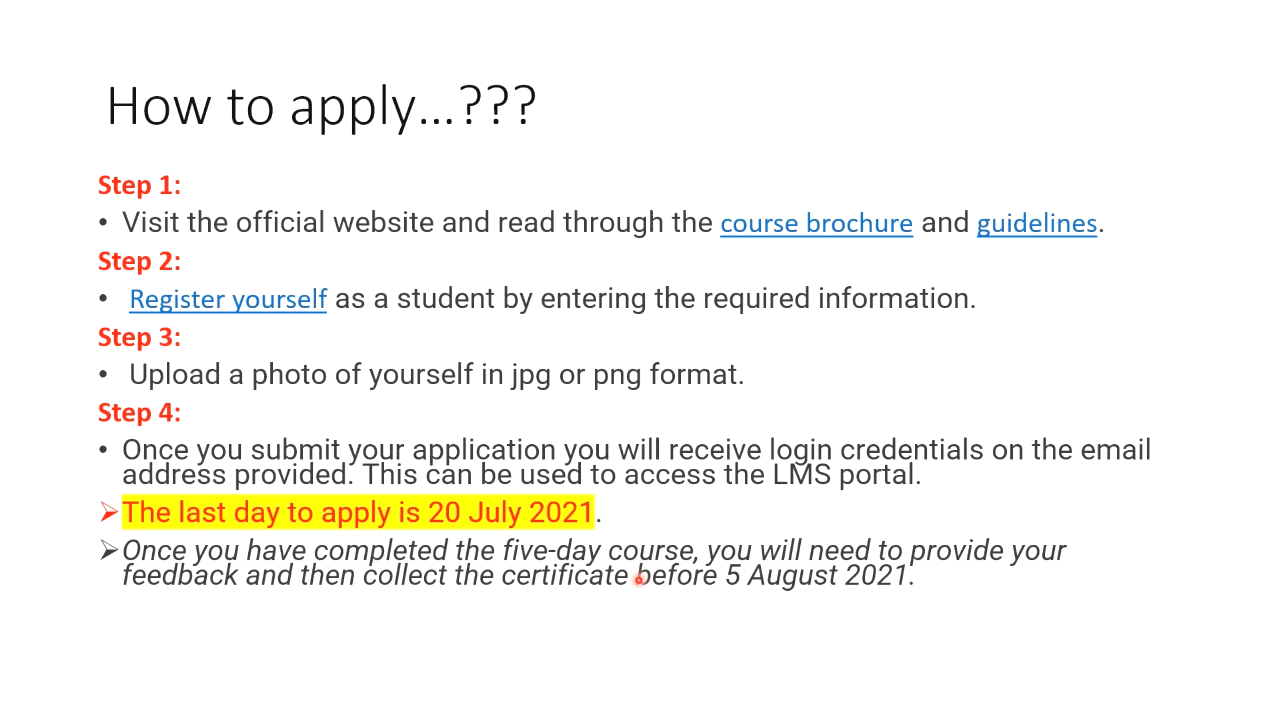 How to apply...???
Step 1:
• Visit the official website and read through the course brochure and guidelines.
Step 2:
• Register yourself as a student by entering the required information.
Step 3:
• Upload a photo of yourself in jpg or png format.
Step 4:
• Once you submit your application you will receive login credentials on the email
address provided. This can be used to access the LMS portal.
➢The last day to apply is 20 July 2021.
➢Once you have completed the five-day course, you will need to provide your
feedback and then collect the certificate before 5 August 2021.